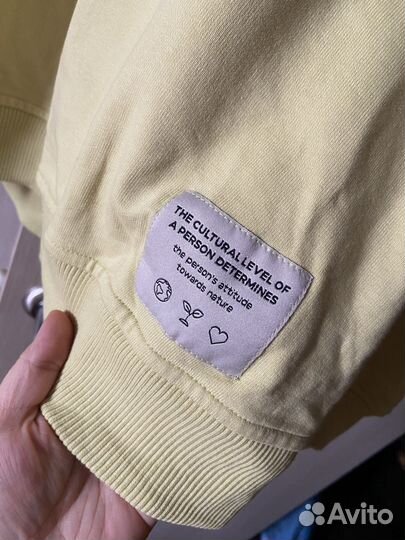 THE CULTURAL LEVEL OF
A PERSON DETERMINES
the person's attitude
towards nature
Avito